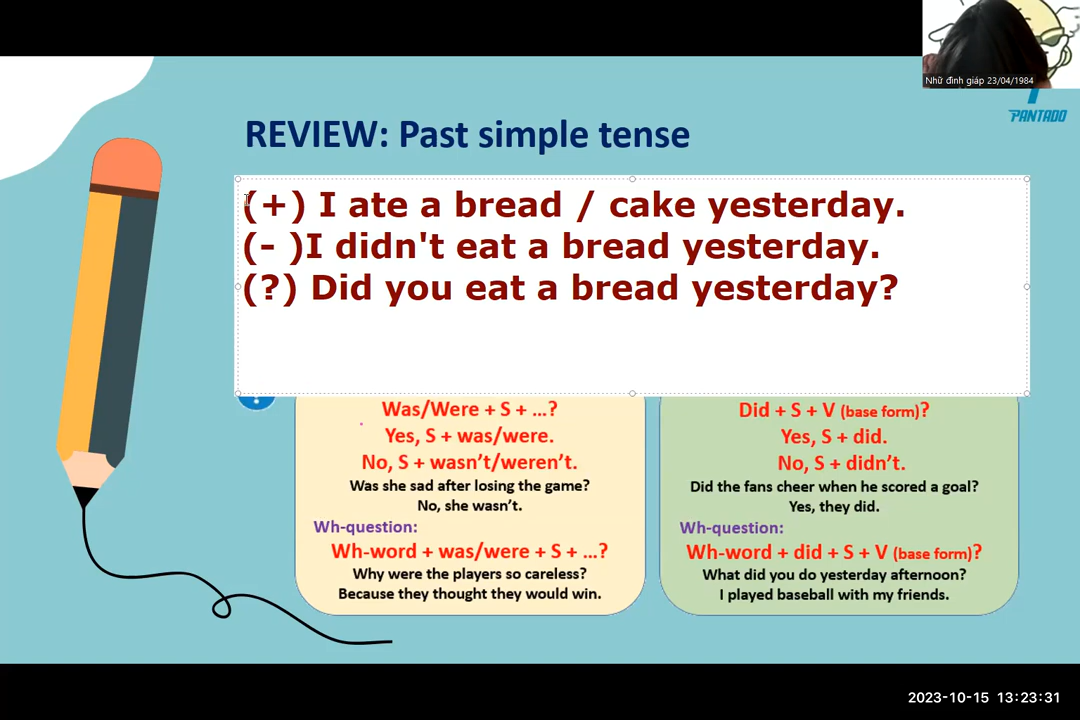 Nhữ đình giáp 23/04/1984
PANTADO
REVIEW: Past simple tense
(+) I ate a bread / cake yesterday.
(- )I didn't eat a bread yesterday.
(?) Did you eat a bread yesterday?
Was/Were + S + ...?
Yes, S + was/were.
No, S + wasn't/weren't.
Was she sad after losing the game?
No, she wasn't.
Wh-question:
Wh-word + was/were + S + ...?
Why were the players so careless?
Because they thought they would win.
Did + S + V (base form)?
Yes, S + did.
No, S + didn't.
Did the fans cheer when he scored a goal?
Yes, they did.
Wh-question:
Wh-word + did + S + V (base form)?
What did you do yesterday afternoon?
I played baseball with my friends.
2023-10-15 13:23:31